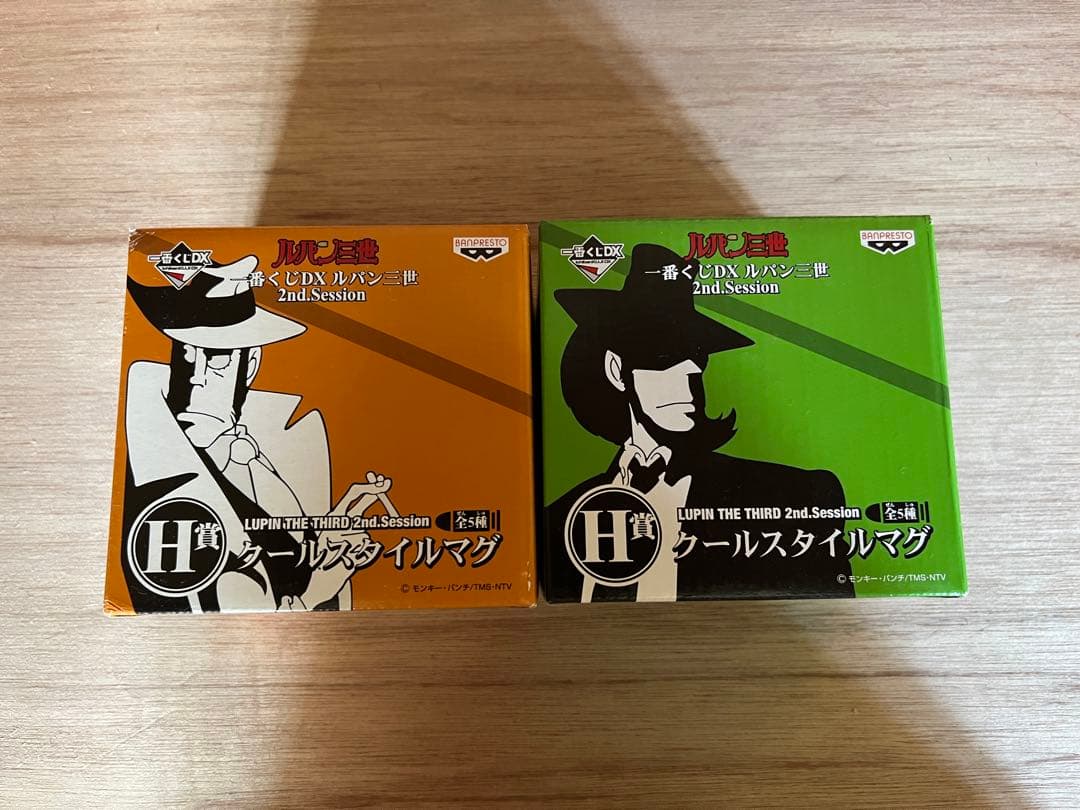 一番くじDX
ルパン三世
BANPRESTO
一番くじDX ルパン三世
2nd.Session
H賞
LUPIN THE THIRD 2nd.Session
全5種
クールスタイルマグ
© モンキー・パンチ/TMS・NTV
一番くじDX
ルパン三世
BANPRESTO
一番くじDX ルパン三世
2nd.Session
H賞
LUPIN THE THIRD 2nd.Session
全5種
クールスタイルマグ
© モンキー・パンチ/TMS・NTV